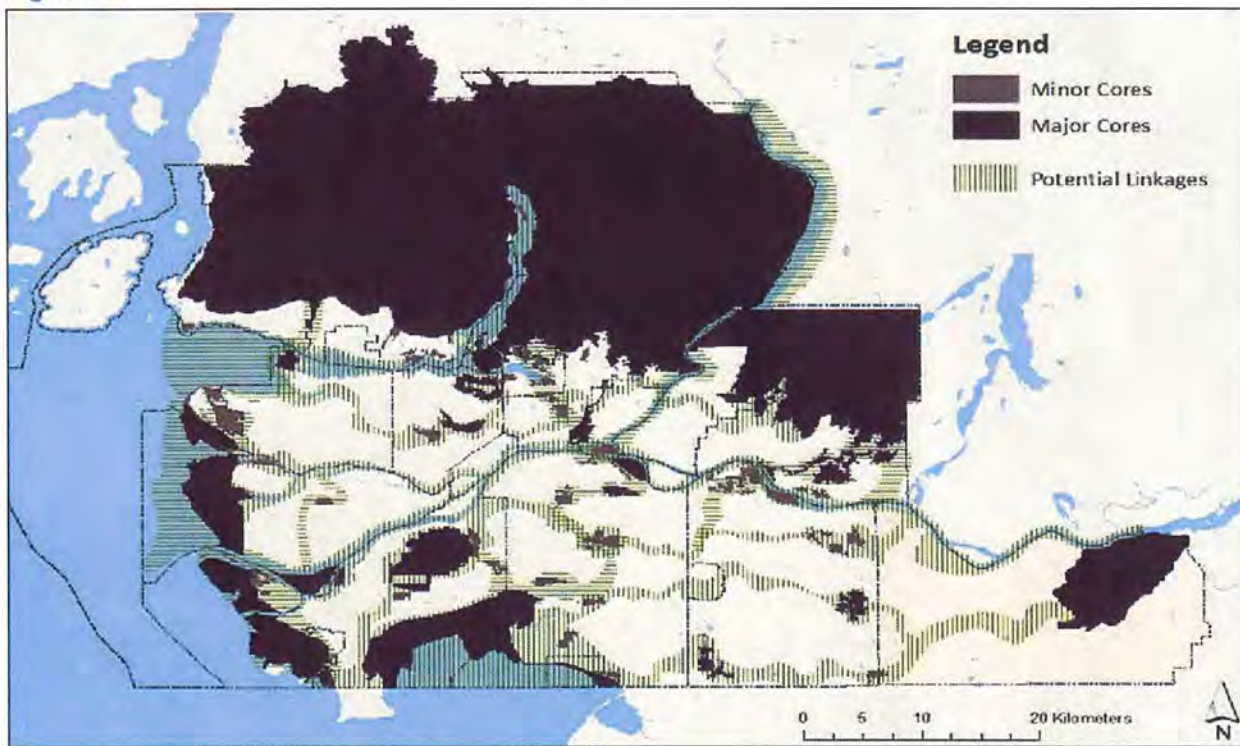 Legend
Minor Cores
Major Cores
Potential Linkages
0 5 10 20 Kilometers
N